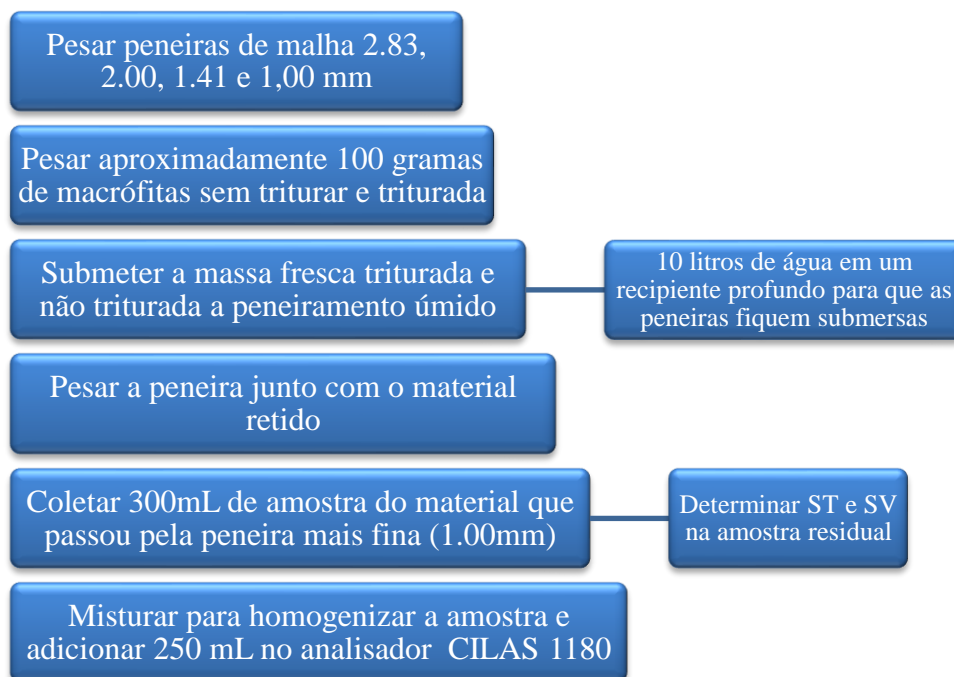 Pesar peneiras de malha 2.83,
2.00, 1.41 e 1,00 mm
Pesar aproximadamente 100 gramas
de macrófitas sem triturar e triturada
Submeter a massa fresca triturada e
não triturada a peneiramento úmido
10 litros de água em um
recipiente profundo para que as
peneiras fiquem submersas
Pesar a peneira junto com o material
retido
Coletar 300mL de amostra do material que
passou pela peneira mais fina (1.00mm)
Determinar ST e SV
na amostra residual
Misturar para homogenizar a amostra e
adicionar 250 mL no analisador CILAS 1180